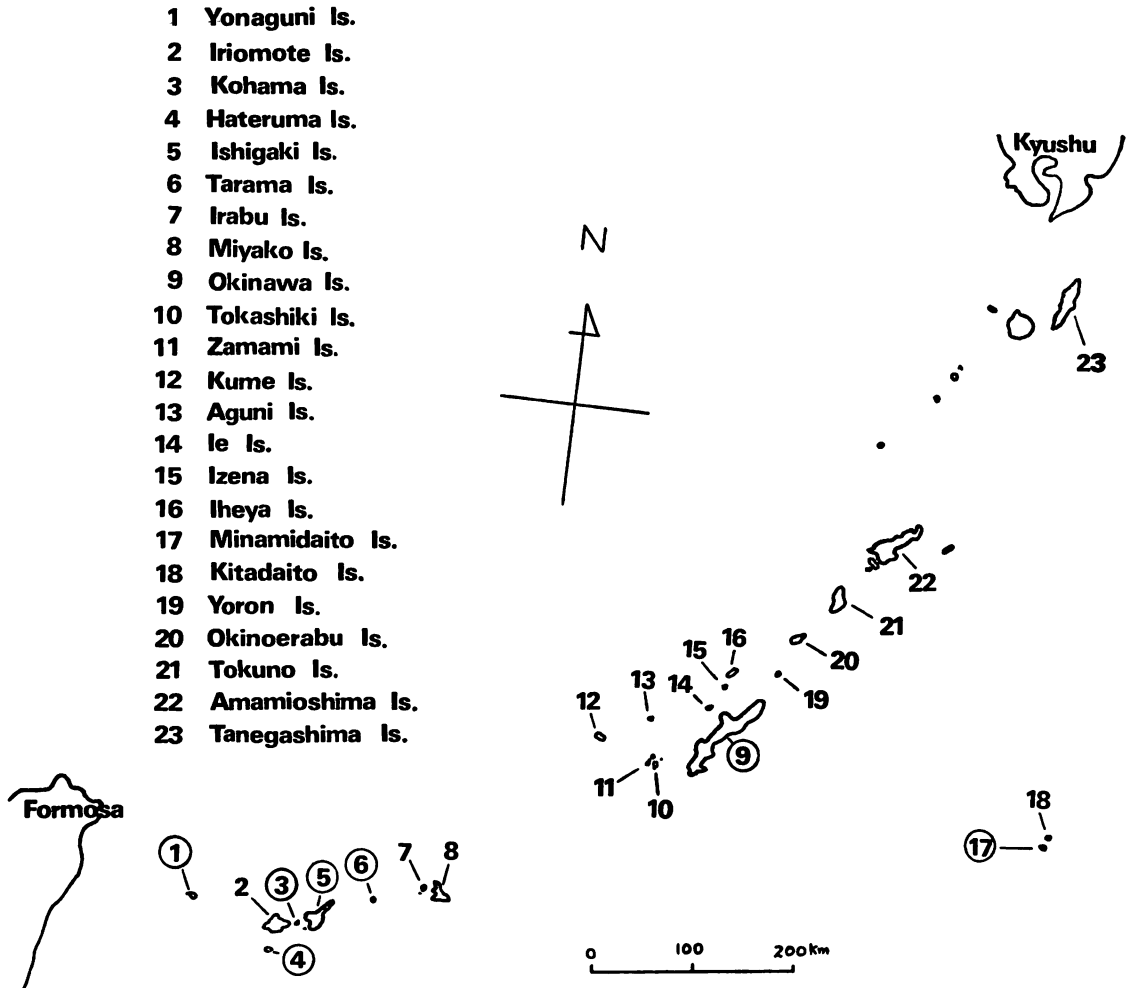 1 Yonaguni Is.
2 Iriomote Is.
3 Kohama Is.
4 Hateruma Is.
5 Ishigaki Is.
6 Tarama Is.
7 Irabu Is.
8 Miyako Is.
9 Okinawa Is.
10 Tokashiki Is.
11 Zamami Is.
12 Kume Is.
13 Aguni Is.
14 Ie Is.
15 Izena Is.
16 Iheya Is.
17 Minamidaito Is.
18 Kitadaito Is.
19 Yoron Is.
20 Okinoerabu Is.
21 Tokuno Is.
22 Amamioshima Is.
23 Tanegashima Is.
Kyushu
N
23
22
21
20
19
16
15
14
13
12
9
11
10
18
17
Formosa
1
2
3
5
6
7
8
4
0 100 200km